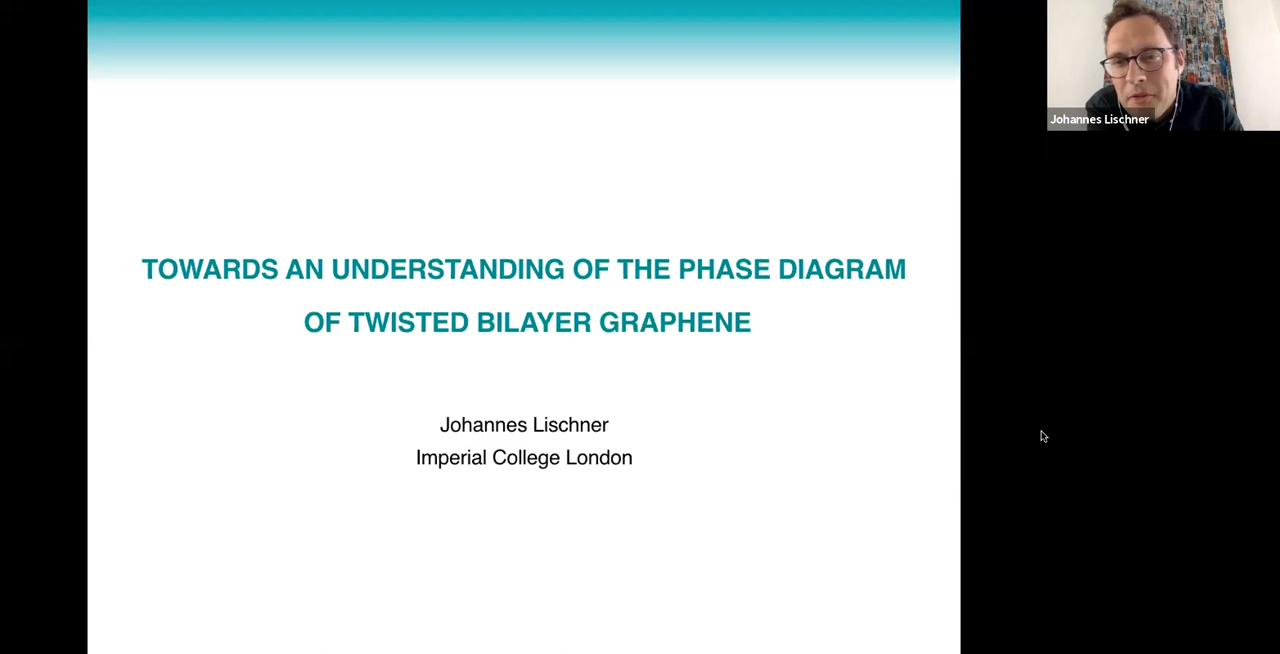 TOWARDS AN UNDERSTANDING OF THE PHASE DIAGRAM
OF TWISTED BILAYER GRAPHENE
Johannes Lischner
Imperial College London
Johannes Lischner